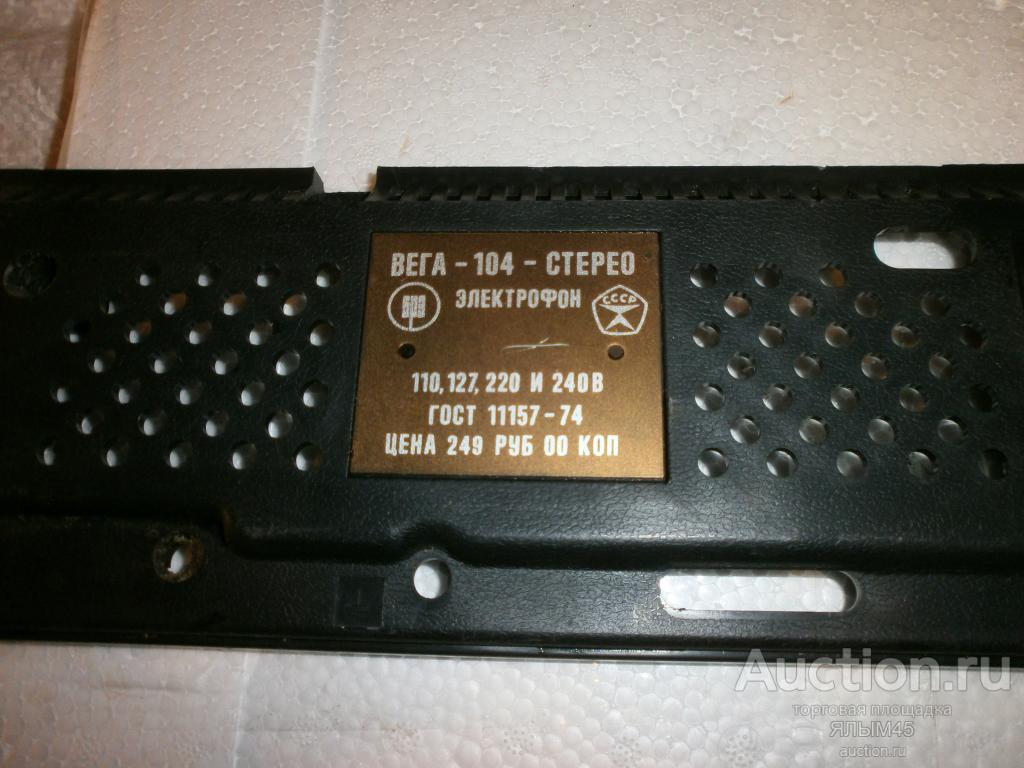 ВЕГА - 104 - СТЕРЕО
ЭЛЕКТРОФОН
СССР
110, 127, 220 И 240 В
ГОСТ 11157-74
ЦЕНА 249 РУБ 00 КОП
Auction.ru
торговая площадка
ЯЛЫМ45
auction.ru